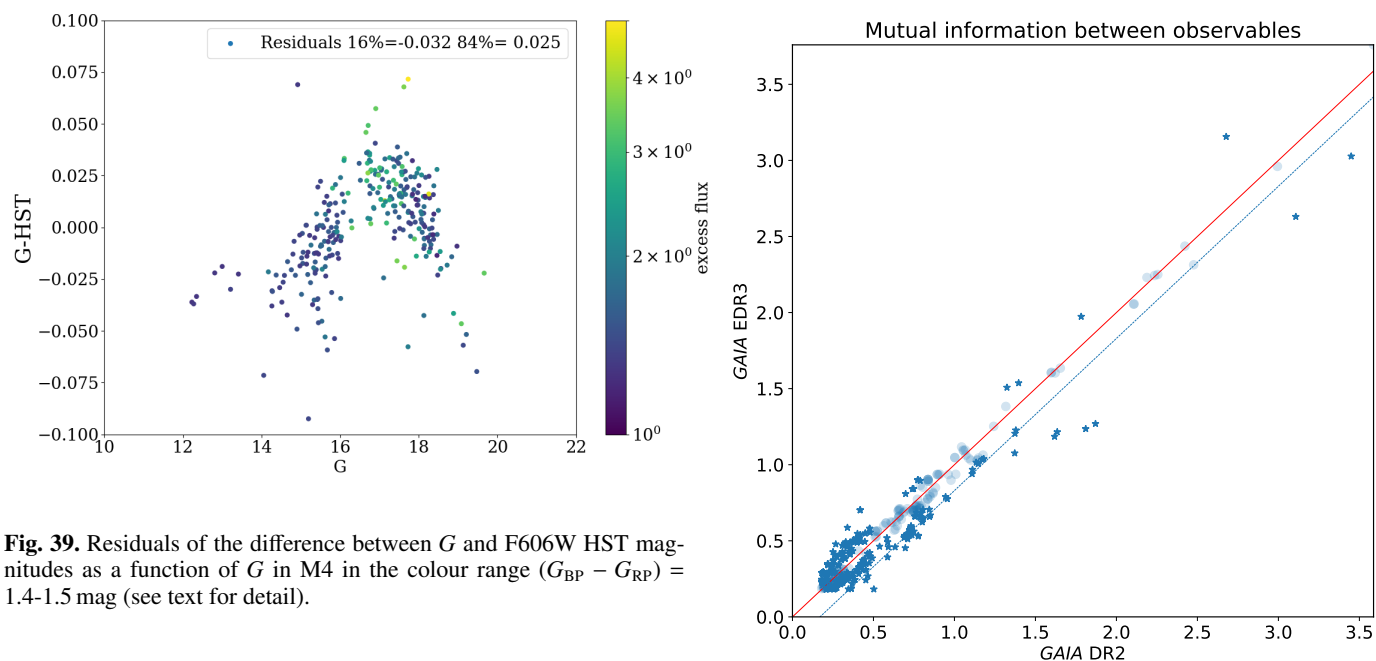 0.100
0.075
0.050
0.025
0.000
−0.025
−0.050
−0.075
−0.100
G-HST
Residuals 16%=-0.032 84%= 0.025
10 12 14 16 18 20 22
G
4 × 10⁰
3 × 10⁰
2 × 10⁰
10⁰
excess flux
Fig. 39. Residuals of the difference between G and F606W HST mag-
nitudes as a function of G in M4 in the colour range (G_BP − G_RP) =
1.4-1.5 mag (see text for detail).
Mutual information between observables
3.5
3.0
2.5
2.0
1.5
1.0
0.5
0.0
GAIA EDR3
0.0 0.5 1.0 1.5 2.0 2.5 3.0 3.5
GAIA DR2